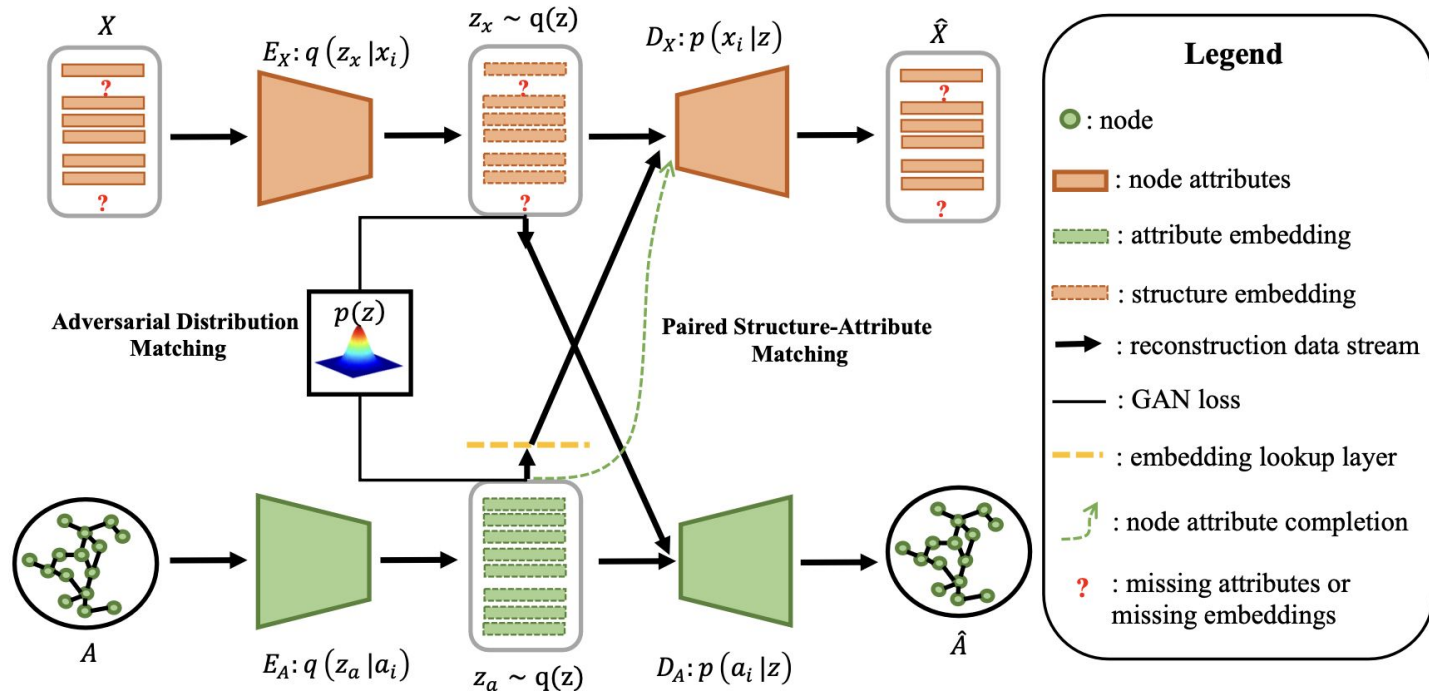 X
E_X: q (z_x |x_i)
z_x ~ q(z)
D_X: p (x_i |z)
X̂
?
?
?
?
?
?
Adversarial Distribution
Matching
p(z)
Paired Structure-Attribute
Matching
A
E_A: q (z_a |a_i)
z_a ~ q(z)
D_A: p (a_i |z)
Â
Legend
: node
: node attributes
: attribute embedding
: structure embedding
: reconstruction data stream
: GAN loss
: embedding lookup layer
: node attribute completion
? : missing attributes or
missing embeddings